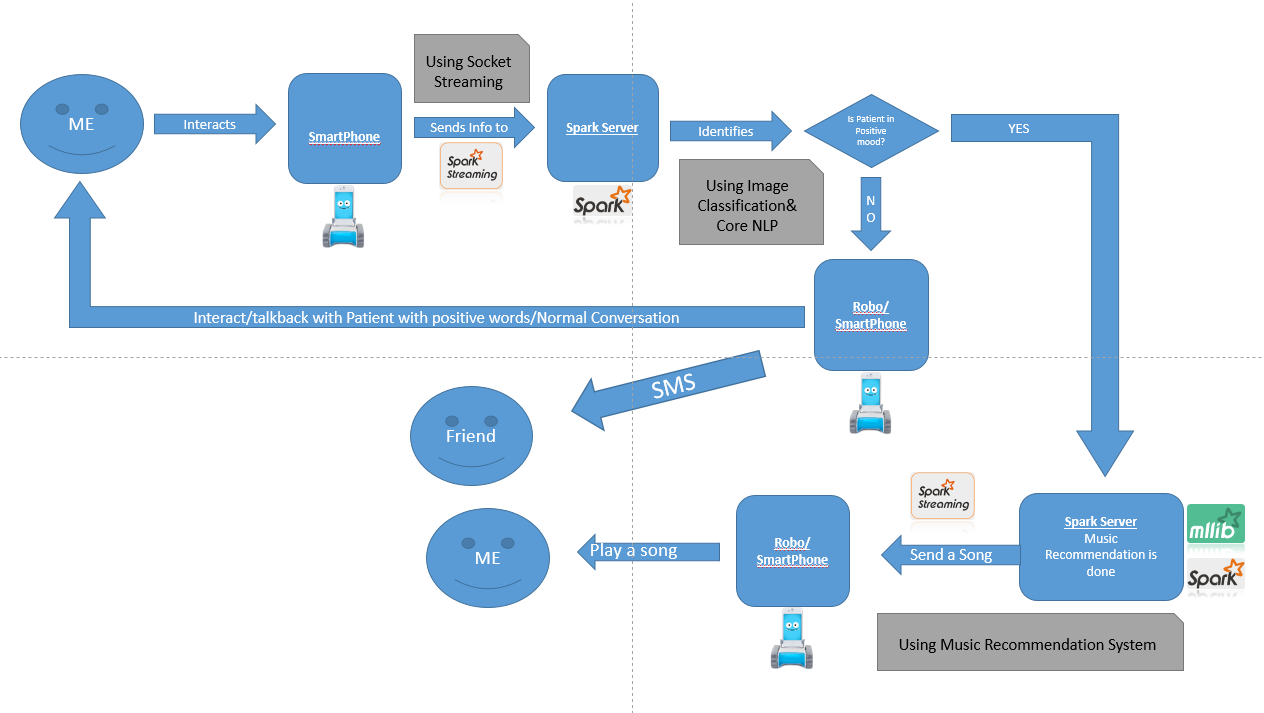 Using Socket
Streaming
ME
Interacts
SmartPhone
Sends Info to
Spark
Streaming
Spark Server
Spark
Identifies
Using Image
Classification&
Core NLP
Is Patient in
Positive
mood?
YES
N
O
Robo/
SmartPhone
Interact/talkback with Patient with positive words/Normal Conversation
SMS
Friend
ME
Play a song
Robo/
SmartPhone
Spark
Streaming
Send a Song
Spark Server
Music
Recommendation is
done
mllib
Spark
Using Music Recommendation System